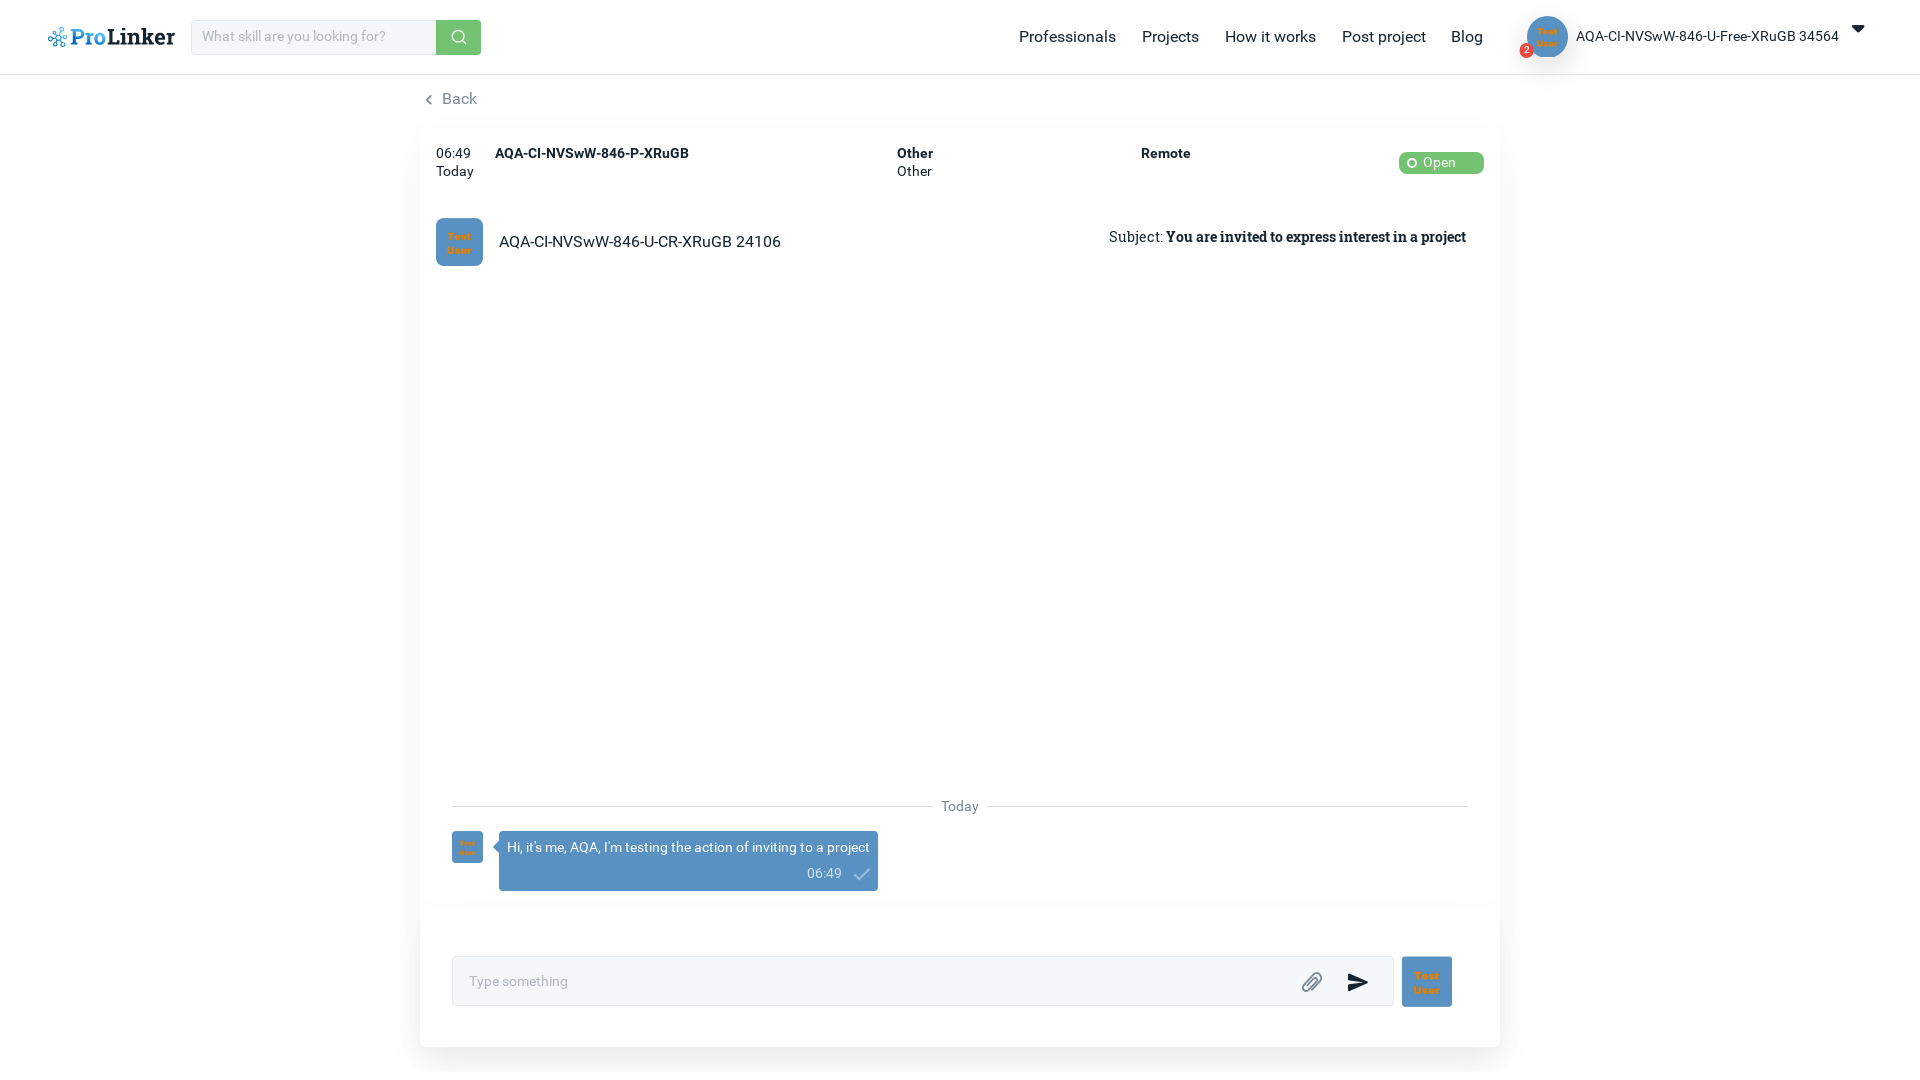 ProLinker
What skill are you looking for?
Professionals
Projects
How it works
Post project
Blog
Test
User
2
AQA-CI-NVSwW-846-U-Free-XRuGB 34564
Back
06:49
Today
AQA-CI-NVSwW-846-P-XRuGB
Other
Other
Remote
Open
Test
User
AQA-CI-NVSwW-846-U-CR-XRuGB 24106
Subject: You are invited to express interest in a project
Today
Test
User
Hi, it's me, AQA, I'm testing the action of inviting to a project
06:49
Type something
Test
User